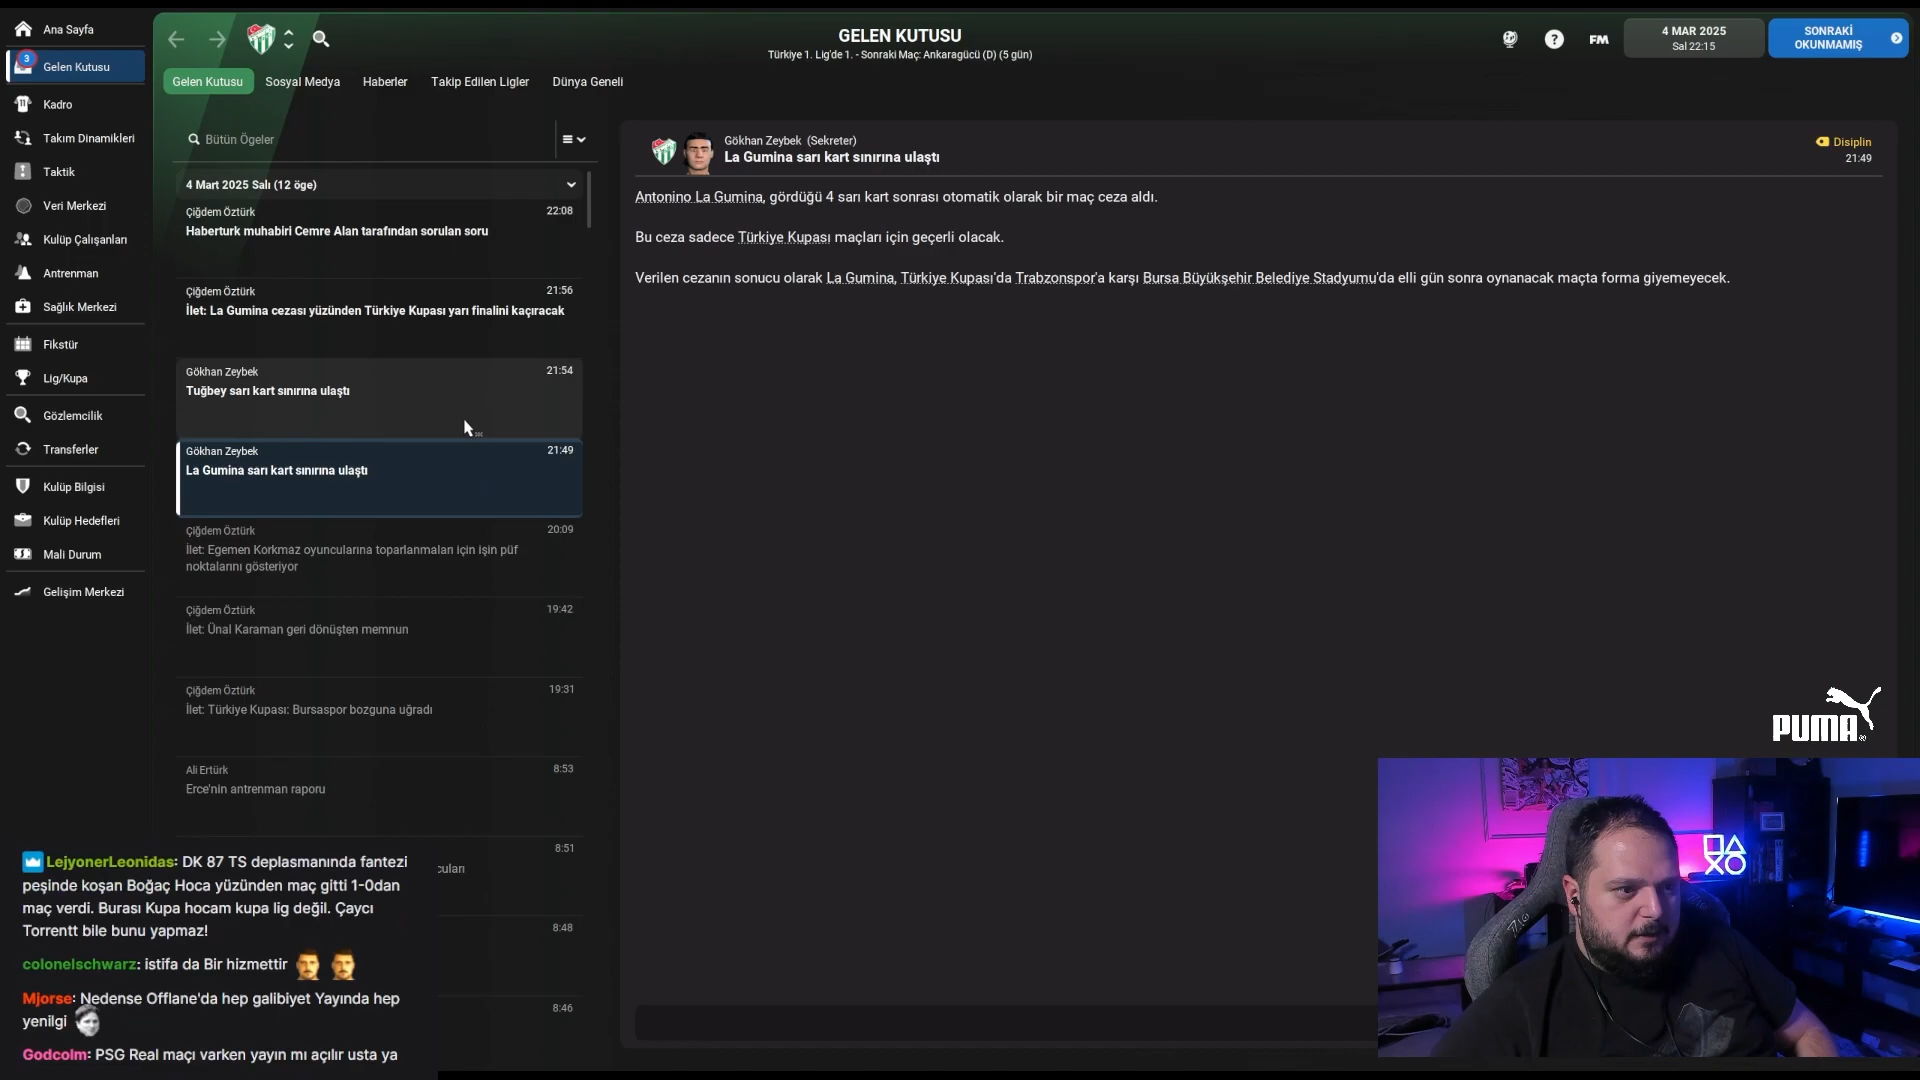 Ana Sayfa
3
Gelen Kutusu
Kadro
Takım Dinamikleri
Taktik
Veri Merkezi
Kulüp Çalışanları
Antrenman
Sağlık Merkezi
Fikstür
Lig/Kupa
Gözlemcilik
Transferler
Kulüp Bilgisi
Kulüp Hedefleri
Mali Durum
Gelişim Merkezi
GELEN KUTUSU
Türkiye 1. Lig'de 1. - Sonraki Maç: Ankaragücü (D) (5 gün)
FM
4 MAR 2025
Sal 22:15
SONRAKİ
OKUNMAMIŞ
Gelen Kutusu
Sosyal Medya
Haberler
Takip Edilen Ligler
Dünya Geneli
Bütün Ögeler
4 Mart 2025 Salı (12 öge)
Çiğdem Öztürk 22:08
Haberturk muhabiri Cemre Alan tarafından sorulan soru
Çiğdem Öztürk 21:56
İlet: La Gumina cezası yüzünden Türkiye Kupası yarı finalini kaçıracak
Gökhan Zeybek 21:54
Tuğbey sarı kart sınırına ulaştı
Gökhan Zeybek 21:49
La Gumina sarı kart sınırına ulaştı
Çiğdem Öztürk 20:09
İlet: Egemen Korkmaz oyuncularına toparlanmaları için işin püf
noktalarını gösteriyor
Çiğdem Öztürk 19:42
İlet: Ünal Karaman geri dönüşten memnun
Çiğdem Öztürk 19:31
İlet: Türkiye Kupası: Bursaspor bozguna uğradı
Ali Ertürk 8:53
Erce'nin antrenman raporu
8:51
cuları
8:48
8:46
Gökhan Zeybek (Sekreter)
La Gumina sarı kart sınırına ulaştı
Disiplin
21:49
Antonino La Gumina, gördüğü 4 sarı kart sonrası otomatik olarak bir maç ceza aldı.
Bu ceza sadece Türkiye Kupası maçları için geçerli olacak.
Verilen cezanın sonucu olarak La Gumina, Türkiye Kupası'da Trabzonspor'a karşı Bursa Büyükşehir Belediye Stadyumu'da elli gün sonra oynanacak maçta forma giyemeyecek.
PUMA
LejyonerLeonidas: DK 87 TS deplasmanında fantezi
peşinde koşan Boğaç Hoca yüzünden maç gitti 1-0dan
maç verdi. Burası Kupa hocam kupa lig değil. Çaycı
Torrentt bile bunu yapmaz!
colonelschwarz: istifa da Bir hizmettir
Mjorse: Nedense Offlane'da hep galibiyet Yayında hep
yenilgi
Godcolm: PSG Real maçı varken yayın mı açılır usta ya